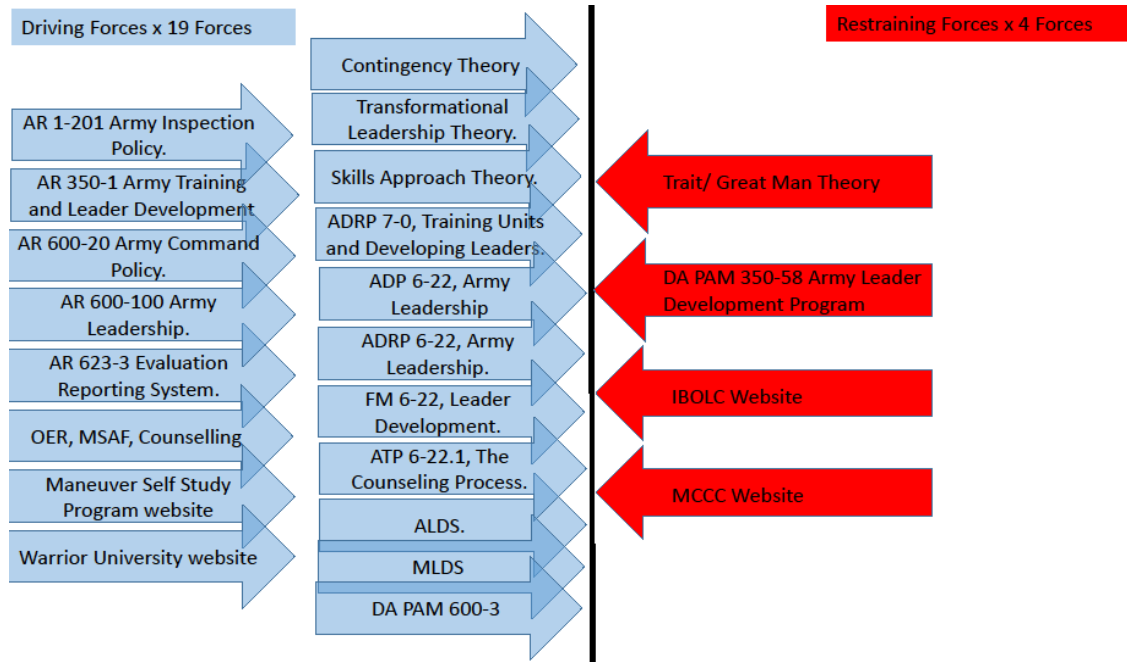 Driving Forces x 19 Forces
Restraining Forces x 4 Forces
AR 1-201 Army Inspection
Policy.
AR 350-1 Army Training
and Leader Development
AR 600-20 Army Command
Policy.
AR 600-100 Army
Leadership.
AR 623-3 Evaluation
Reporting System.
OER, MSAF, Counselling
Maneuver Self Study
Program website
Warrior University website
Contingency Theory
Transformational
Leadership Theory.
Skills Approach Theory.
ADRP 7-0, Training Units
and Developing Leaders.
ADP 6-22, Army
Leadership
ADRP 6-22, Army
Leadership.
FM 6-22, Leader
Development.
ATP 6-22.1, The
Counseling Process.
ALDS.
MLDS
DA PAM 600-3
Trait/ Great Man Theory
DA PAM 350-58 Army Leader
Development Program
IBOLC Website
MCCC Website